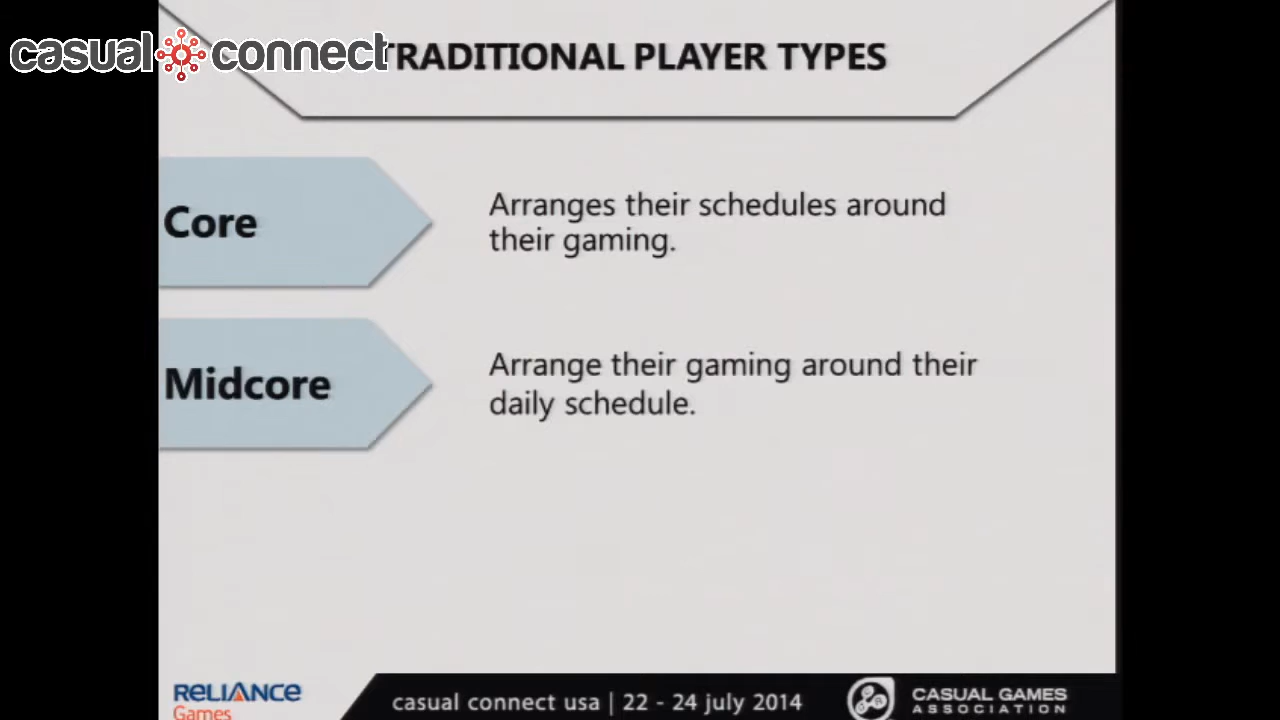 casual connect
TRADITIONAL PLAYER TYPES
Core
Arranges their schedules around
their gaming.
Midcore
Arrange their gaming around their
daily schedule.
RELIANCE
Games
casual connect usa | 22 - 24 july 2014
CASUAL GAMES
ASSOCIATION